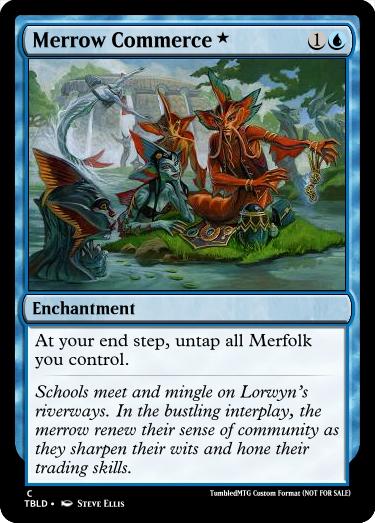 Merrow Commerce ★ 1
Enchantment
At your end step, untap all Merfolk
you control.
Schools meet and mingle on Lorwyn's
riverways. In the bustling interplay, the
merrow renew their sense of community as
they sharpen their wits and hone their
trading skills.
C
TBLD • STEVE ELLIS
TumbledMTG Custom Format (NOT FOR SALE)